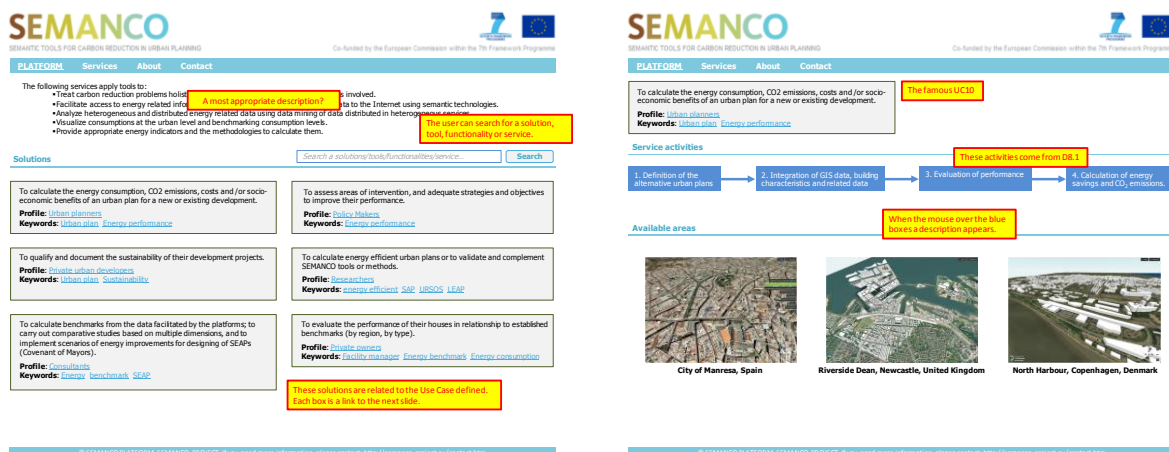 SEMANCO
SEMANTIC TOOLS FOR CARBON REDUCTION IN URBAN PLANNING
Co-funded by the European Commission within the 7th Framework Programme
PLATFORM Services About Contact
The following services apply tools to:
•Treat carbon reduction problems holist s involved.
•Facilitate access to energy related infor ata to the Internet using semantic technologies.
A most appropriate description?
•Analyze heterogeneous and distributed energy related data using data mining of data distributed in heterogeneous services.
•Visualize consumptions at the urban level and benchmarking consumption levels.
•Provide appropriate energy indicators and the methodologies to calculate them.
The user can search for a solution,
tool, functionality or service.
Solutions
Search a solutions/tools/functionalities/service...
Search
To calculate the energy consumption, CO2 emissions, costs and /or socio-
economic benefits of an urban plan for a new or existing development.
Profile: Urban planners
Keywords: Urban plan Energy performance
To assess areas of intervention, and adequate strategies and objectives
to improve their performance.
Profile: Policy Makers
Keywords: Energy performance
To qualify and document the sustainability of their development projects.
Profile: Private urban developers
Keywords: Urban plan Sustainability
To calculate energy efficient urban plans or to validate and complement
SEMANCO tools or methods.
Profile: Researchers
Keywords: energy efficient SAP URSOS LEAP
To calculate benchmarks from the data facilitated by the platforms; to
carry out comparative studies based on multiple dimensions, and to
implement scenarios of energy improvements for designing of SEAPs
(Covenant of Mayors).
Profile: Consultants
Keywords: Energy benchmark SEAP
To evaluate the performance of their houses in relationship to established
benchmarks (by region, by type).
Profile: Private owners
Keywords: Facility manager Energy benchmark Energy consumption
These solutions are related to the Use Case defined.
Each box is a link to the next slide.
SEMANCO
SEMANTIC TOOLS FOR CARBON REDUCTION IN URBAN PLANNING
Co-funded by the European Commission within the 7th Framework Programme
PLATFORM Services About Contact
To calculate the energy consumption, CO2 emissions, costs and /or socio-
economic benefits of an urban plan for a new or existing development.
Profile: Urban planners
Keywords: Urban plan Energy performance
The famous UC10
Service activities
These activities come from D8.1
1. Definition of the
alternative urban plans
2. Integration of GIS data, building
characteristics and related data
3. Evaluation of performance
4. Calculation of energy
savings and CO2 emissions.
When the mouse over the blue
boxes a description appears.
Available areas
City of Manresa, Spain
Riverside Dean, Newcastle, United Kingdom
North Harbour, Copenhagen, Denmark